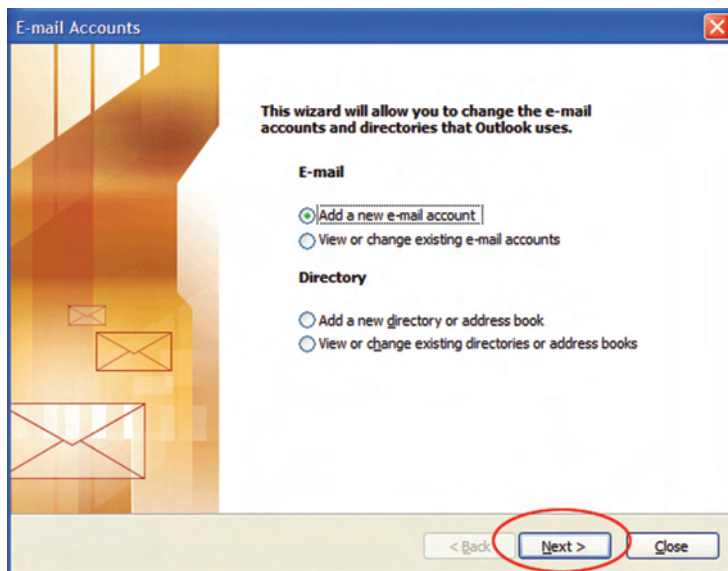 E-mail Accounts
This wizard will allow you to change the e-mail
accounts and directories that Outlook uses.
E-mail
Add a new e-mail account
View or change existing e-mail accounts
Directory
Add a new directory or address book
View or change existing directories or address books
< Back
Next >
Close